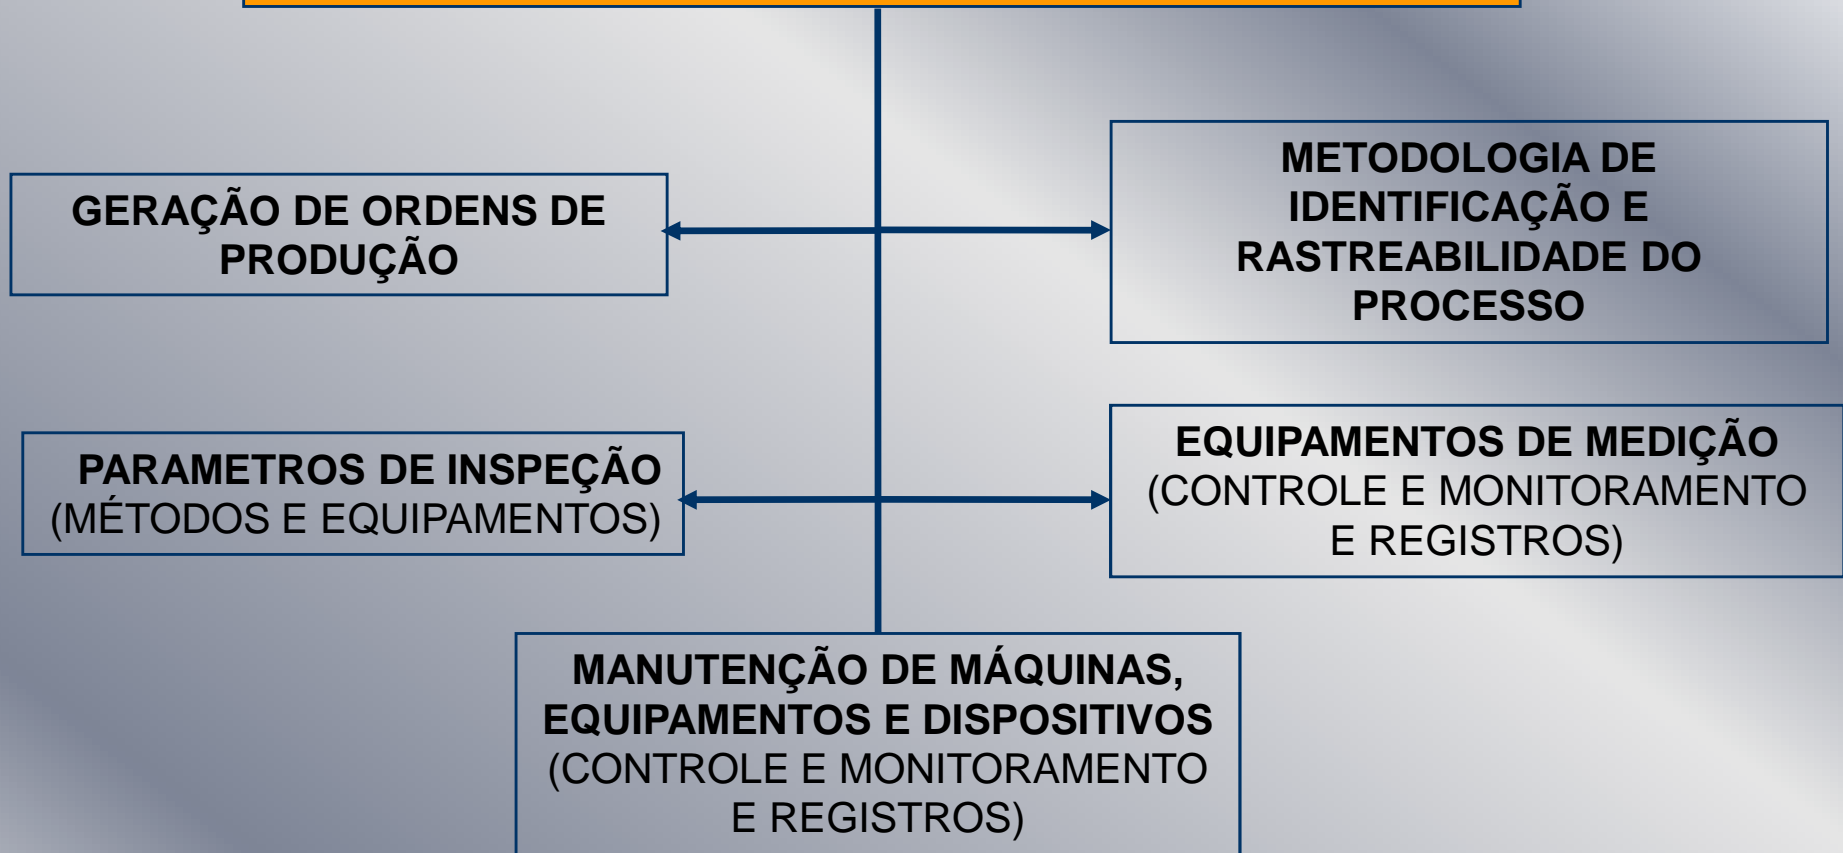 GERAÇÃO DE ORDENS DE
PRODUÇÃO
METODOLOGIA DE
IDENTIFICAÇÃO E
RASTREABILIDADE DO
PROCESSO
PARAMETROS DE INSPEÇÃO
(MÉTODOS E EQUIPAMENTOS)
EQUIPAMENTOS DE MEDIÇÃO
(CONTROLE E MONITORAMENTO
E REGISTROS)
MANUTENÇÃO DE MÁQUINAS,
EQUIPAMENTOS E DISPOSITIVOS
(CONTROLE E MONITORAMENTO
E REGISTROS)